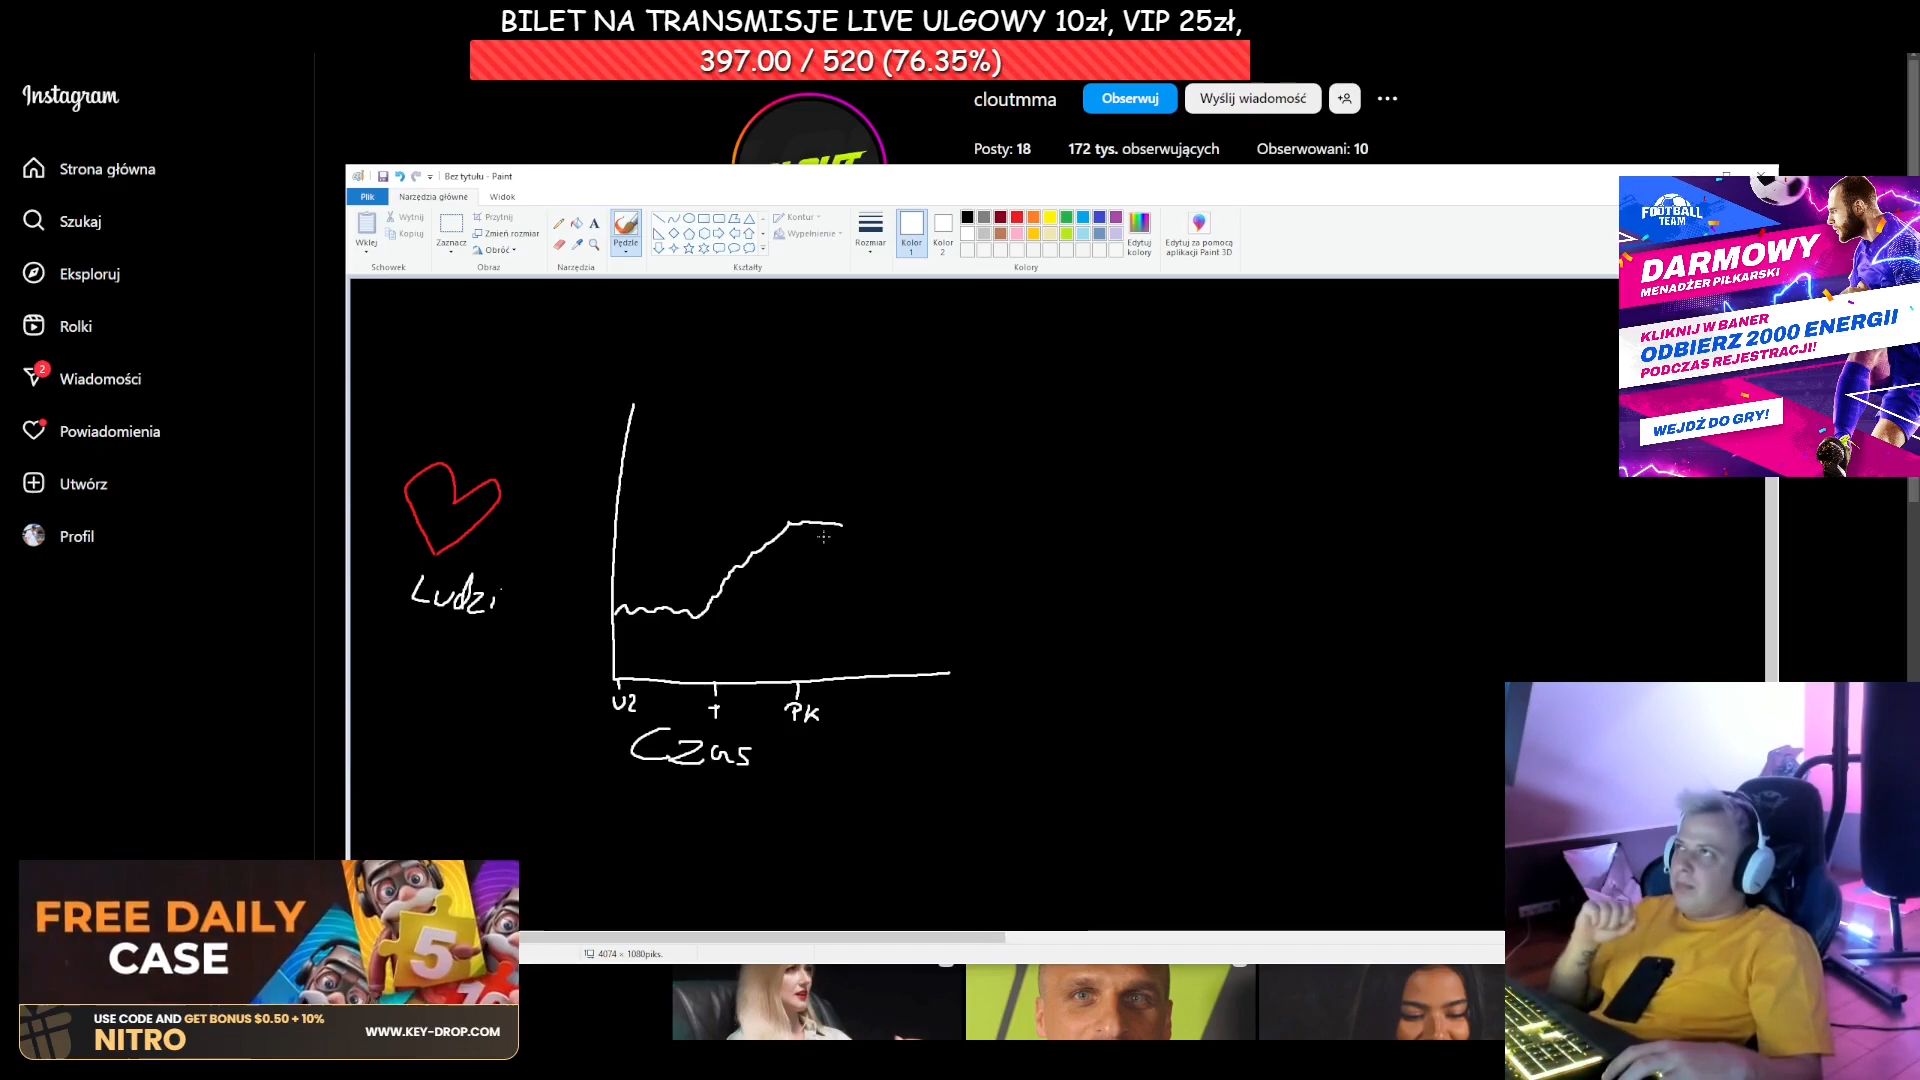 BILET NA TRANSMISJE LIVE ULGOWY 10zł, VIP 25zł,
397.00 / 520 (76.35%)
Instagram
cloutmma
Obserwuj
Wyślij wiadomość
Posty: 18
172 tys. obserwujących
Obserwowani: 10
Strona główna
Szukaj
Eksploruj
Rolki
2
Wiadomości
Powiadomienia
Utwórz
Profil
Bez tytułu - Paint
Plik
Narzędzia główne
Widok
Wklej
Wytnij
Kopiuj
Schowek
Zaznacz
Przytnij
Zmień rozmiar
Obróć
Obraz
A
Narzędzia
Pędzle
Kontur
Wypełnienie
Kształty
Rozmiar
Kolor
1
Kolor
2
Edytuj
kolory
Kolory
Edytuj za pomocą
aplikacji Paint 3D
Ludzi
PK
Czas
4074 × 1080piks.
FOOTBALL
TEAM
DARMOWY
MENADŻER PIŁKARSKI
KLIKNIJ W BANER
ODBIERZ 2000 ENERGII
PODCZAS REJESTRACJI!
WEJDŹ DO GRY!
FREE DAILY
CASE
5
USE CODE AND GET BONUS $0.50 + 10%
NITRO
WWW.KEY-DROP.COM